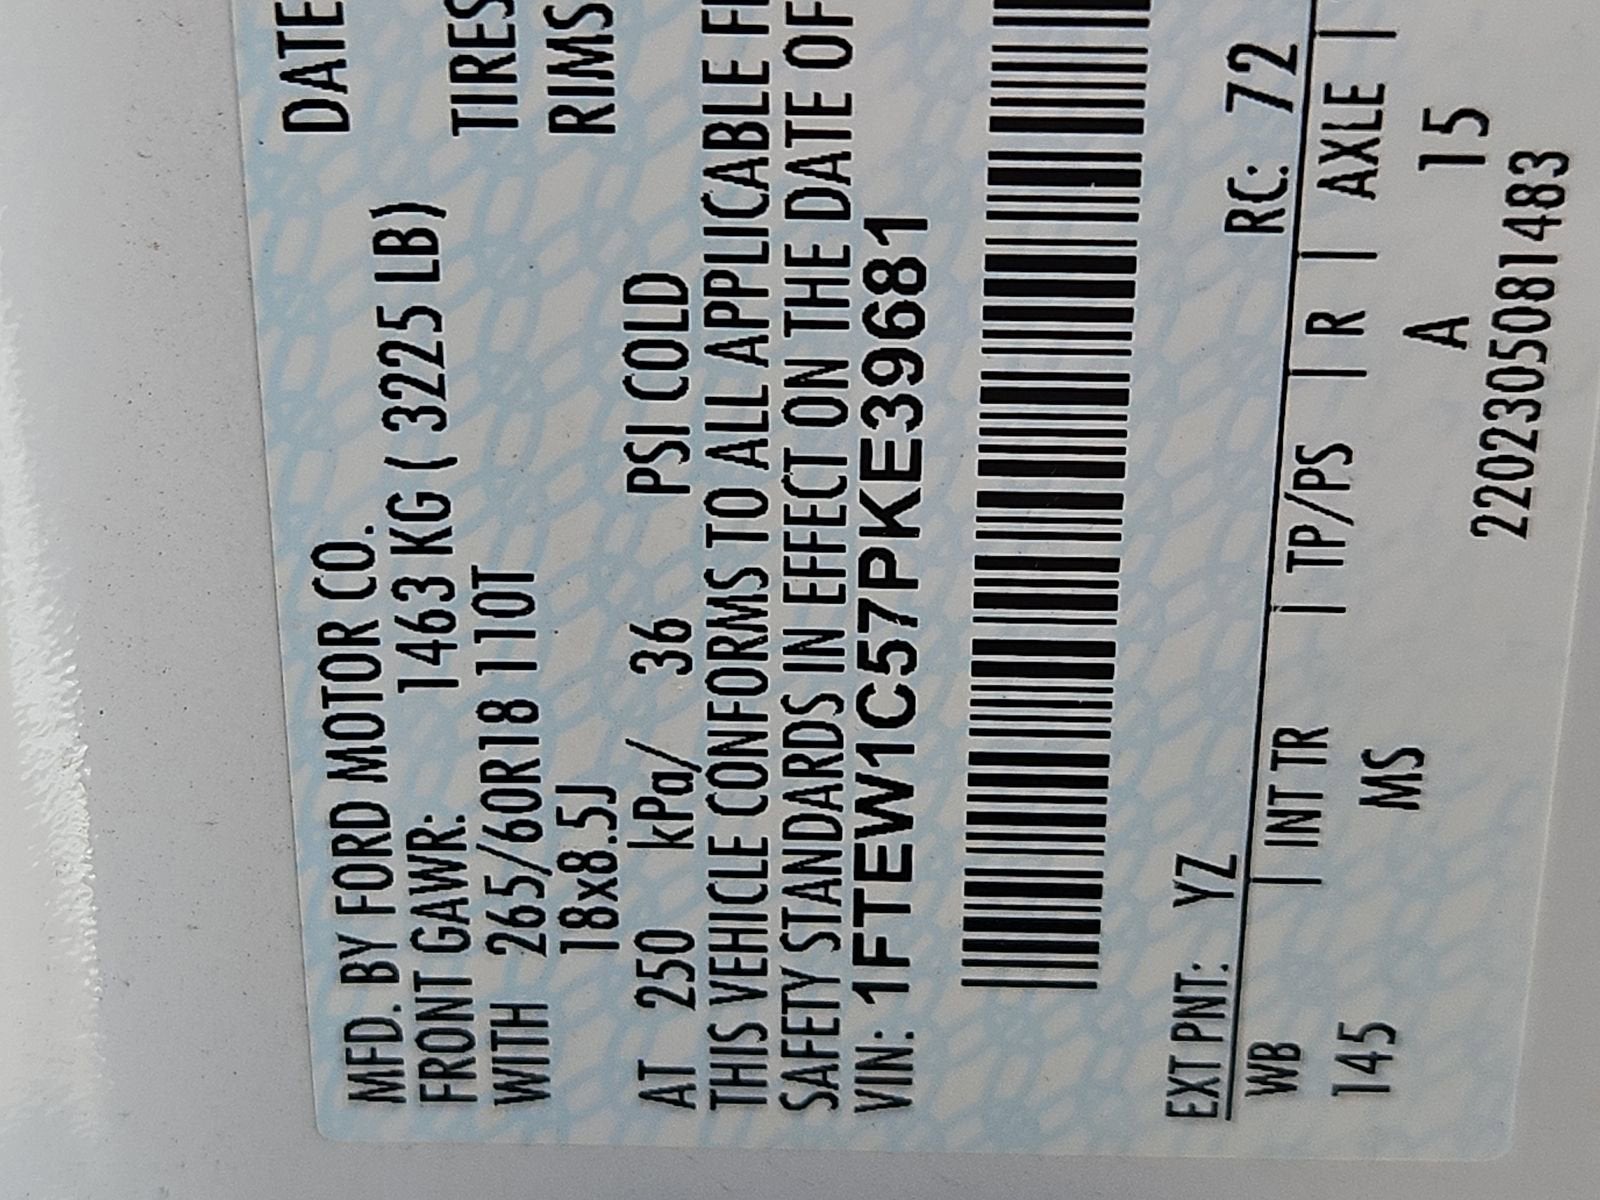 MFD. BY FORD MOTOR CO.
DATE
FRONT GAWR: 1463 KG ( 3225 LB)
WITH 265/60R18 110T
TIRES
18x8.5J
RIMS
AT 250 kPa/ 36 PSI COLD
THIS VEHICLE CONFORMS TO ALL APPLICABLE
SAFETY STANDARDS IN EFFECT ON THE DATE OF
VIN: 1FTEW1C57PKE39681
EXT PNT: YZ RC: 72
WB | INT TR | TP/PS | R | AXLE |
145 MS A 15
220230508​1483